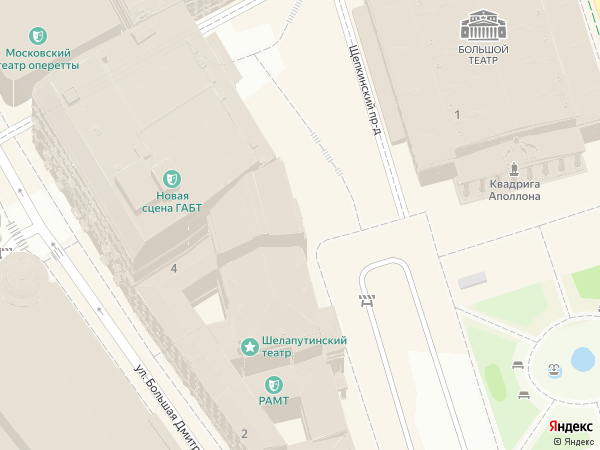 Московский
театр оперетты
БОЛЬШОЙ
ТЕАТР
Щепкинский пр-д
1
Новая
сцена ГАБТ
Квадрига
Аполлона
4
Шелапутинский
театр
РАМТ
ул. Большая Дмитр
2
Яндекс
© Яндекс